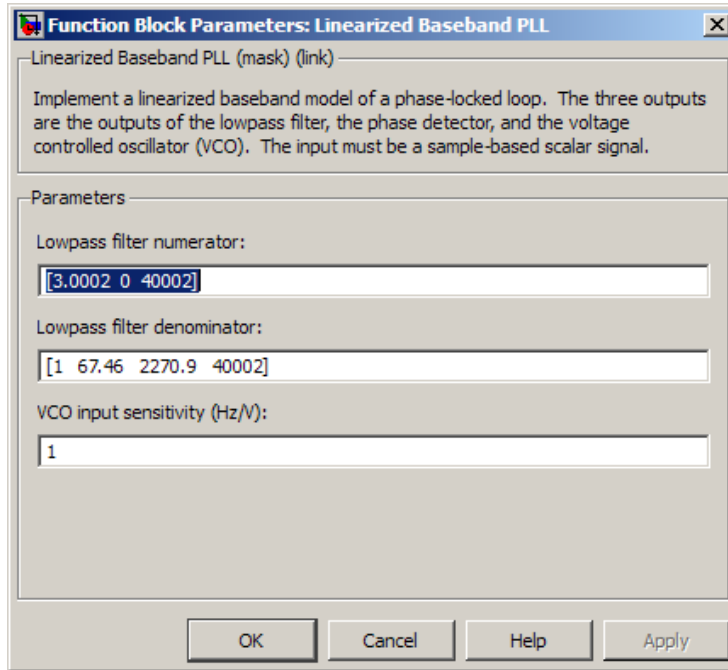 Function Block Parameters: Linearized Baseband PLL
Linearized Baseband PLL (mask) (link)
Implement a linearized baseband model of a phase-locked loop. The three outputs
are the outputs of the lowpass filter, the phase detector, and the voltage
controlled oscillator (VCO). The input must be a sample-based scalar signal.
Parameters
Lowpass filter numerator:
[3.0002 0 40002]
Lowpass filter denominator:
[1 67.46 2270.9 40002]
VCO input sensitivity (Hz/V):
1
OK Cancel Help Apply